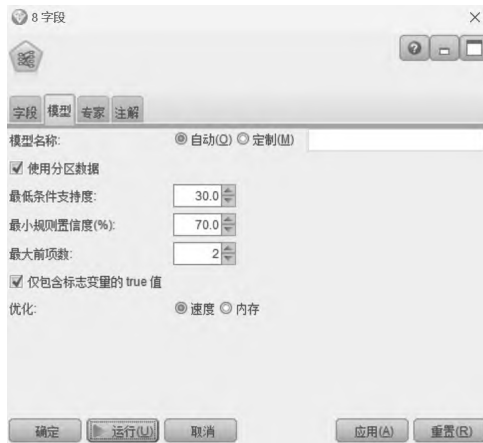 8 字段
字段 模型 专家 注解
模型名称: 自动(O) 定制(M)
使用分区数据
最低条件支持度: 30.0
最小规则置信度(%): 70.0
最大前项数: 2
仅包含标志变量的 true 值
优化: 速度 内存
确定 运行(U) 取消 应用(A) 重置(R)